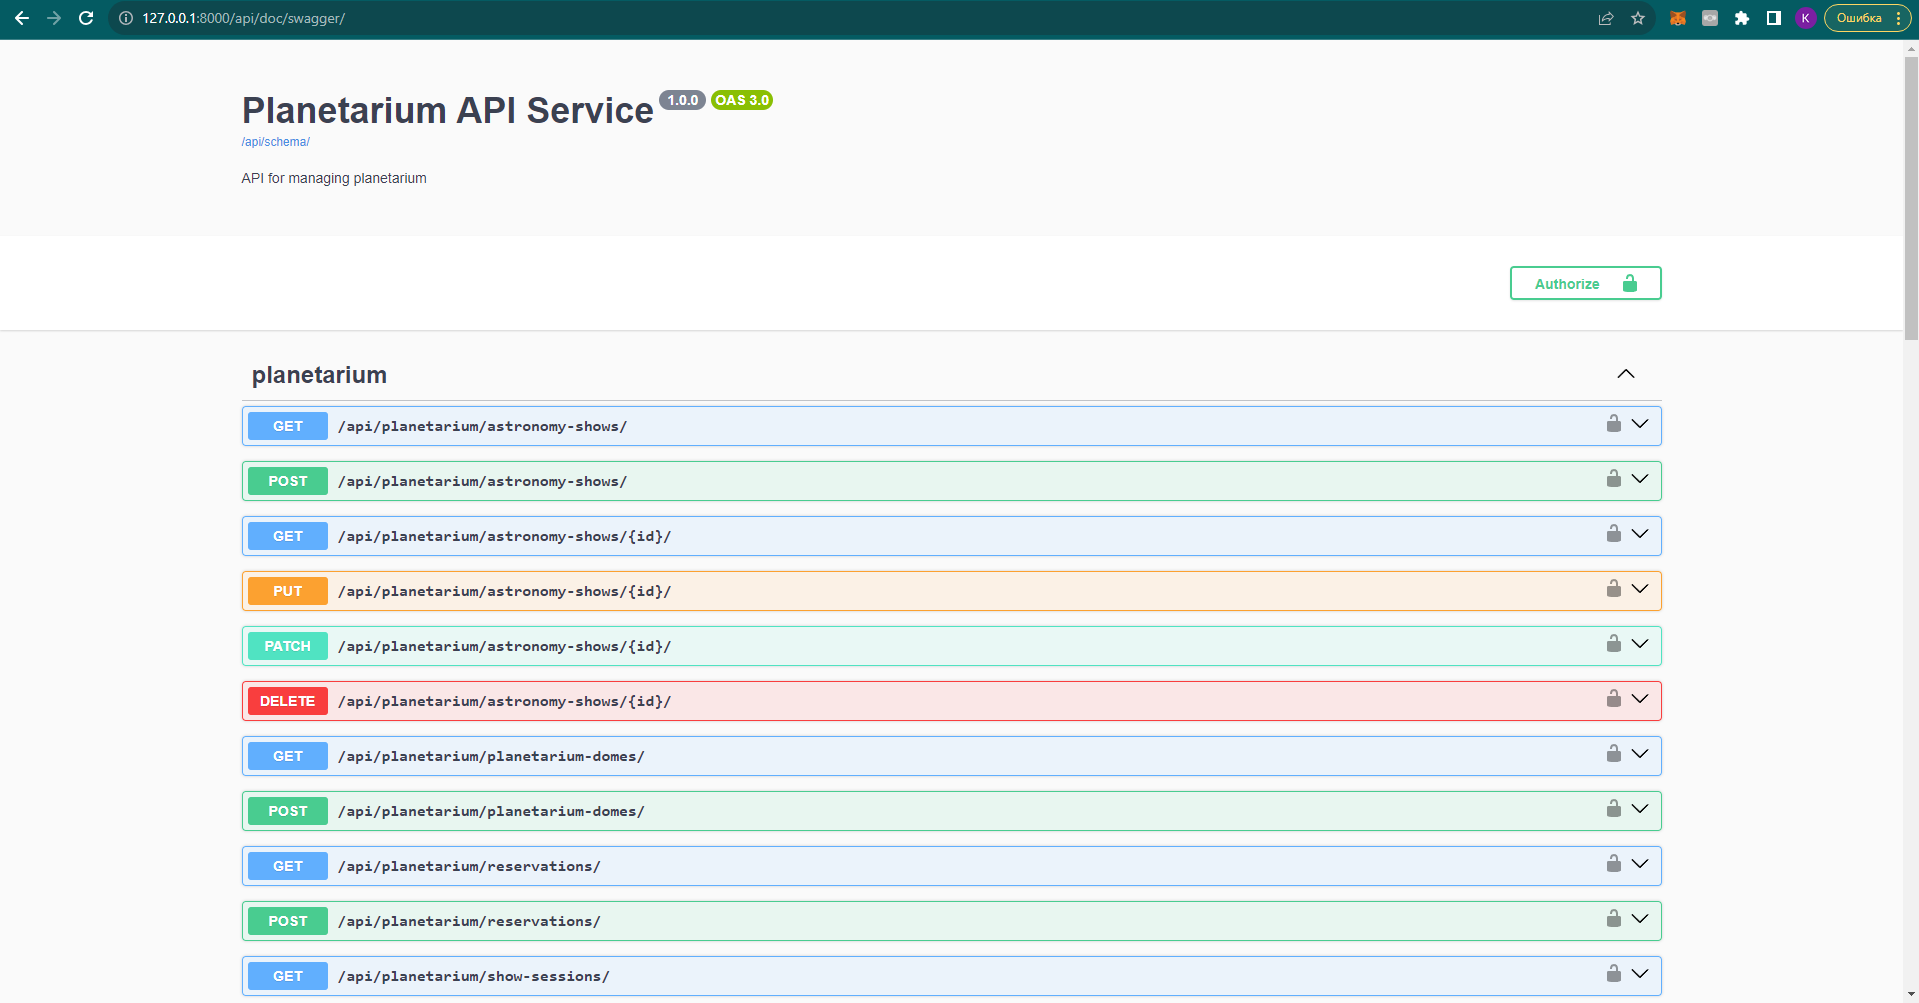 127.0.0.1:8000/api/doc/swagger/
K
Ошибка
Planetarium API Service 1.0.0 OAS 3.0
/api/schema/
API for managing planetarium
Authorize
planetarium
GET /api/planetarium/astronomy-shows/
POST /api/planetarium/astronomy-shows/
GET /api/planetarium/astronomy-shows/{id}/
PUT /api/planetarium/astronomy-shows/{id}/
PATCH /api/planetarium/astronomy-shows/{id}/
DELETE /api/planetarium/astronomy-shows/{id}/
GET /api/planetarium/planetarium-domes/
POST /api/planetarium/planetarium-domes/
GET /api/planetarium/reservations/
POST /api/planetarium/reservations/
GET /api/planetarium/show-sessions/